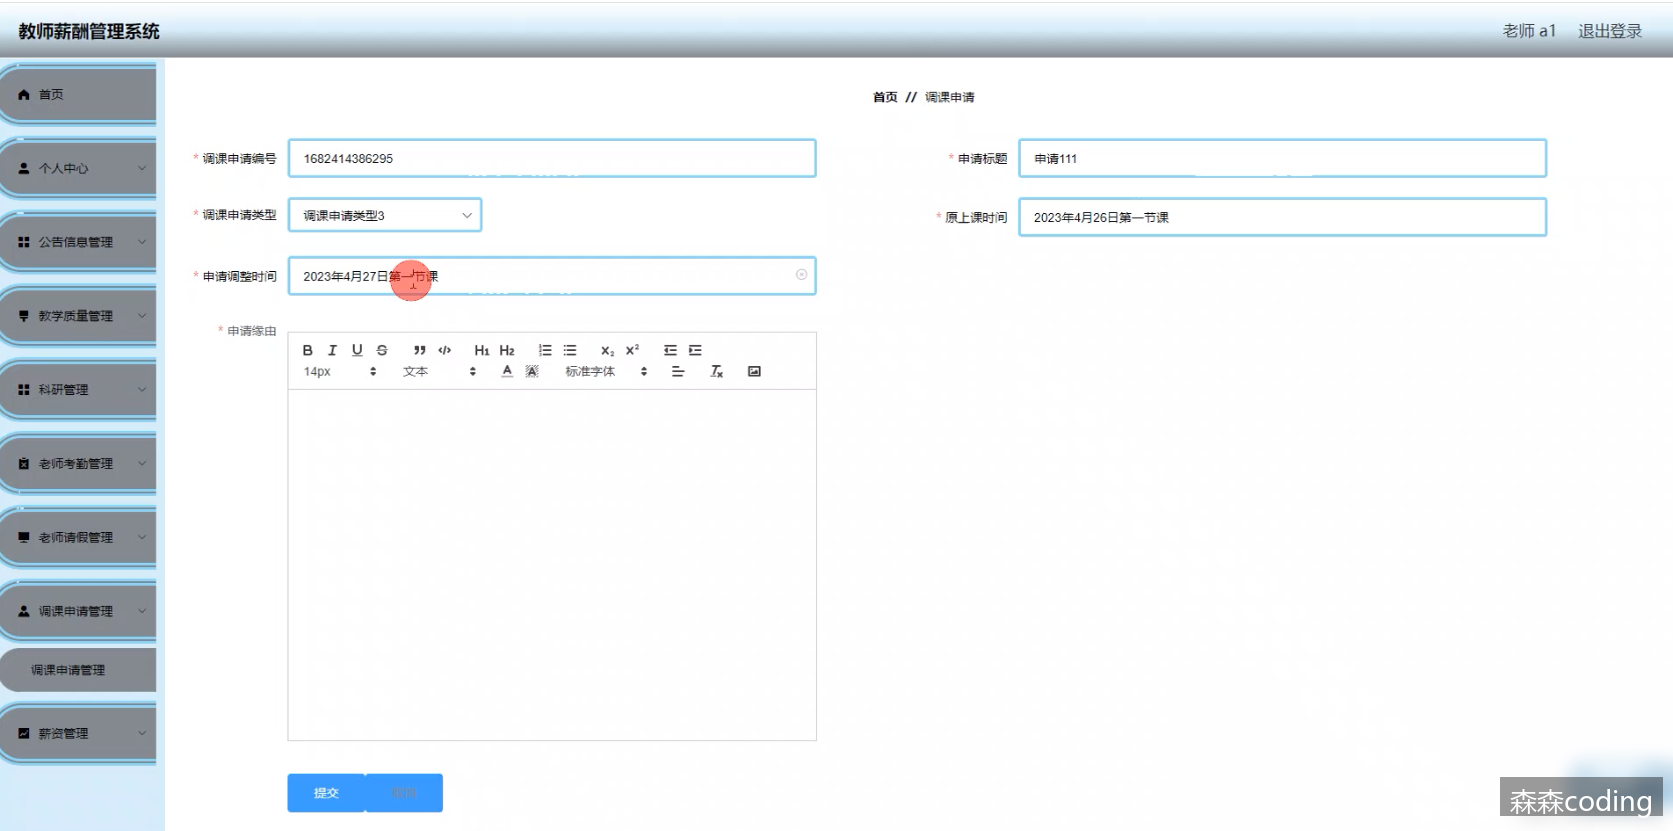 教师薪酬管理系统
老师 a1 退出登录
首页
个人中心
公告信息管理
教学质量管理
科研管理
老师考勤管理
老师请假管理
调课申请管理
调课申请管理
薪资管理
首页 // 调课申请
* 调课申请编号 1682414386295
* 申请标题 申请111
* 调课申请类型 调课申请类型3
* 原上课时间 2023年4月26日第一节课
* 申请调整时间 2023年4月27日第一节课
* 申请缘由
B I U S ” </> H1 H2 X2 X2
14px 文本 A A 标准字体 Tx
提交
森森coding